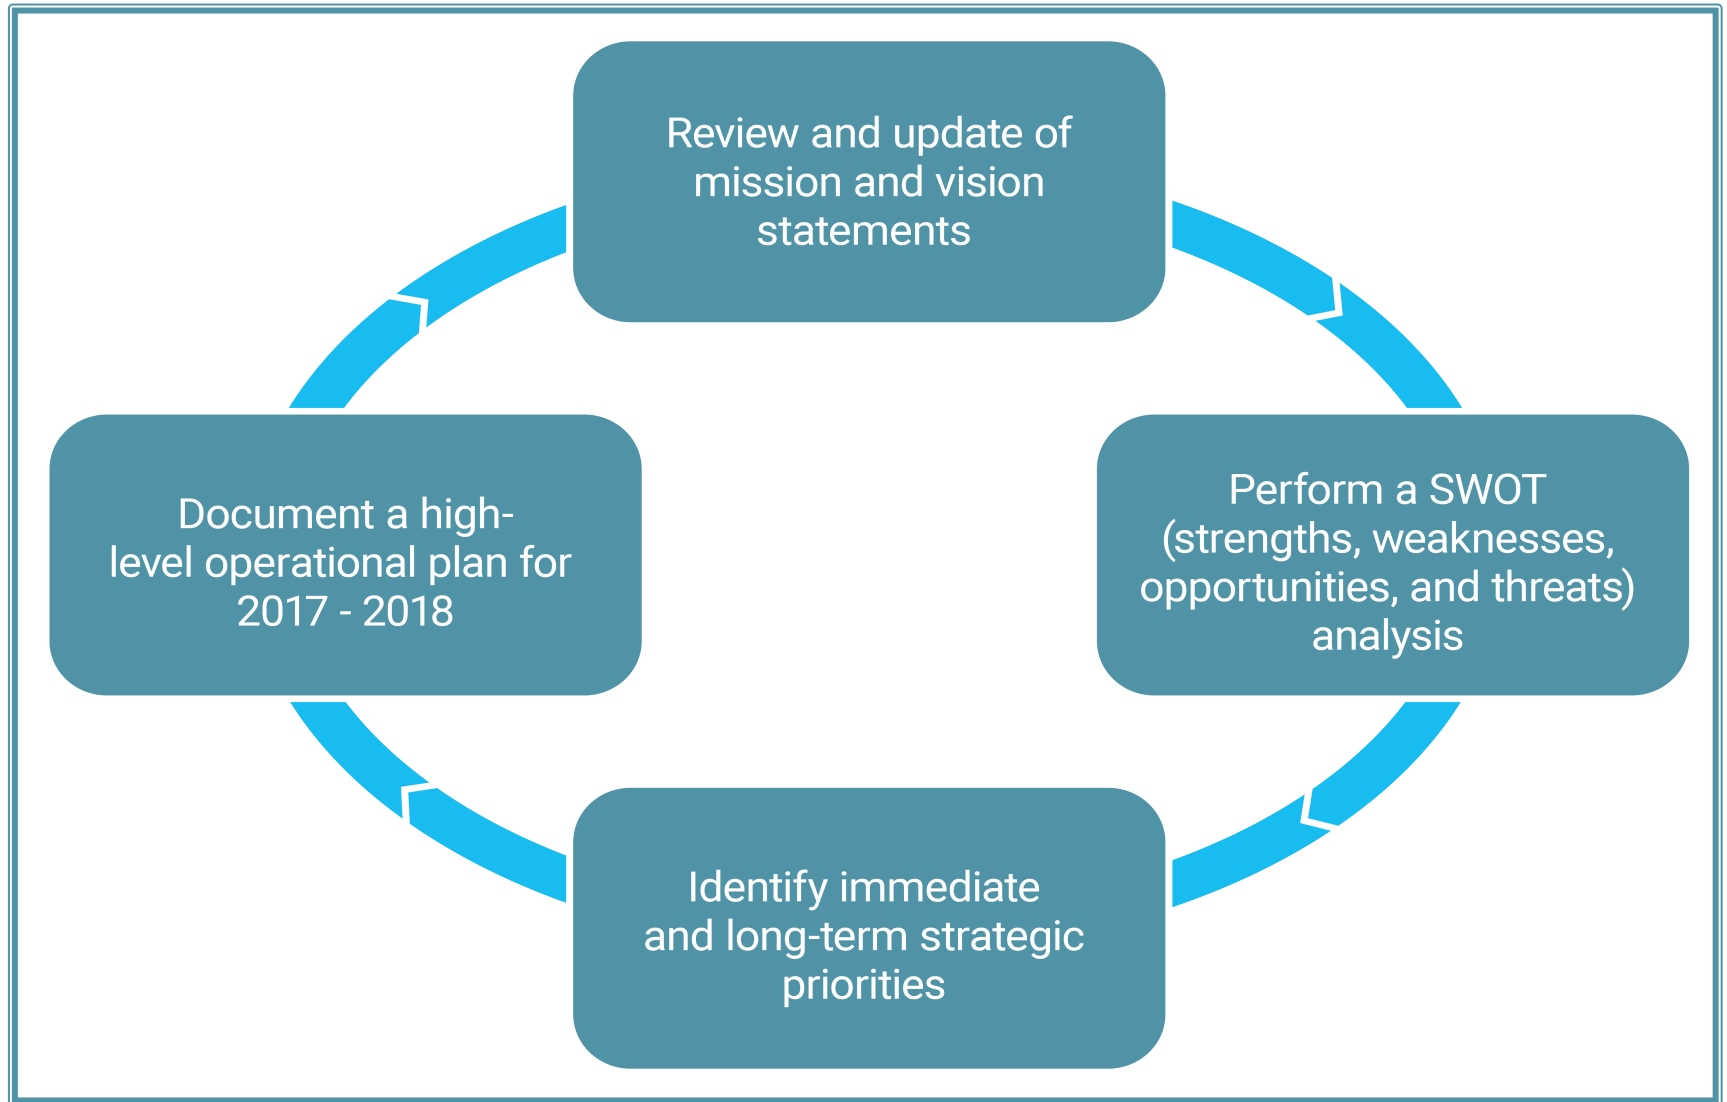 Review and update of
mission and vision
statements
Perform a SWOT
(strengths, weaknesses,
opportunities, and threats)
analysis
Identify immediate
and long-term strategic
priorities
Document a high-
level operational plan for
2017 - 2018